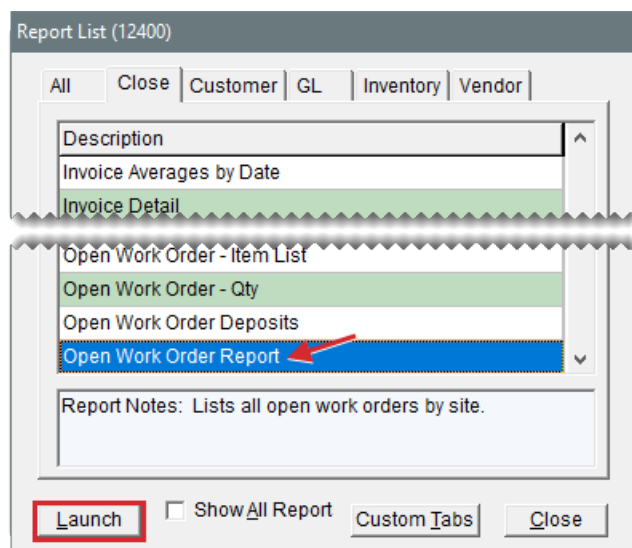 Report List (12400)
All Close Customer GL Inventory Vendor
Description
Invoice Averages by Date
Invoice Detail
Open Work Order - Item List
Open Work Order - Qty
Open Work Order Deposits
Open Work Order Report
Report Notes: Lists all open work orders by site.
Launch Show All Report Custom Tabs Close